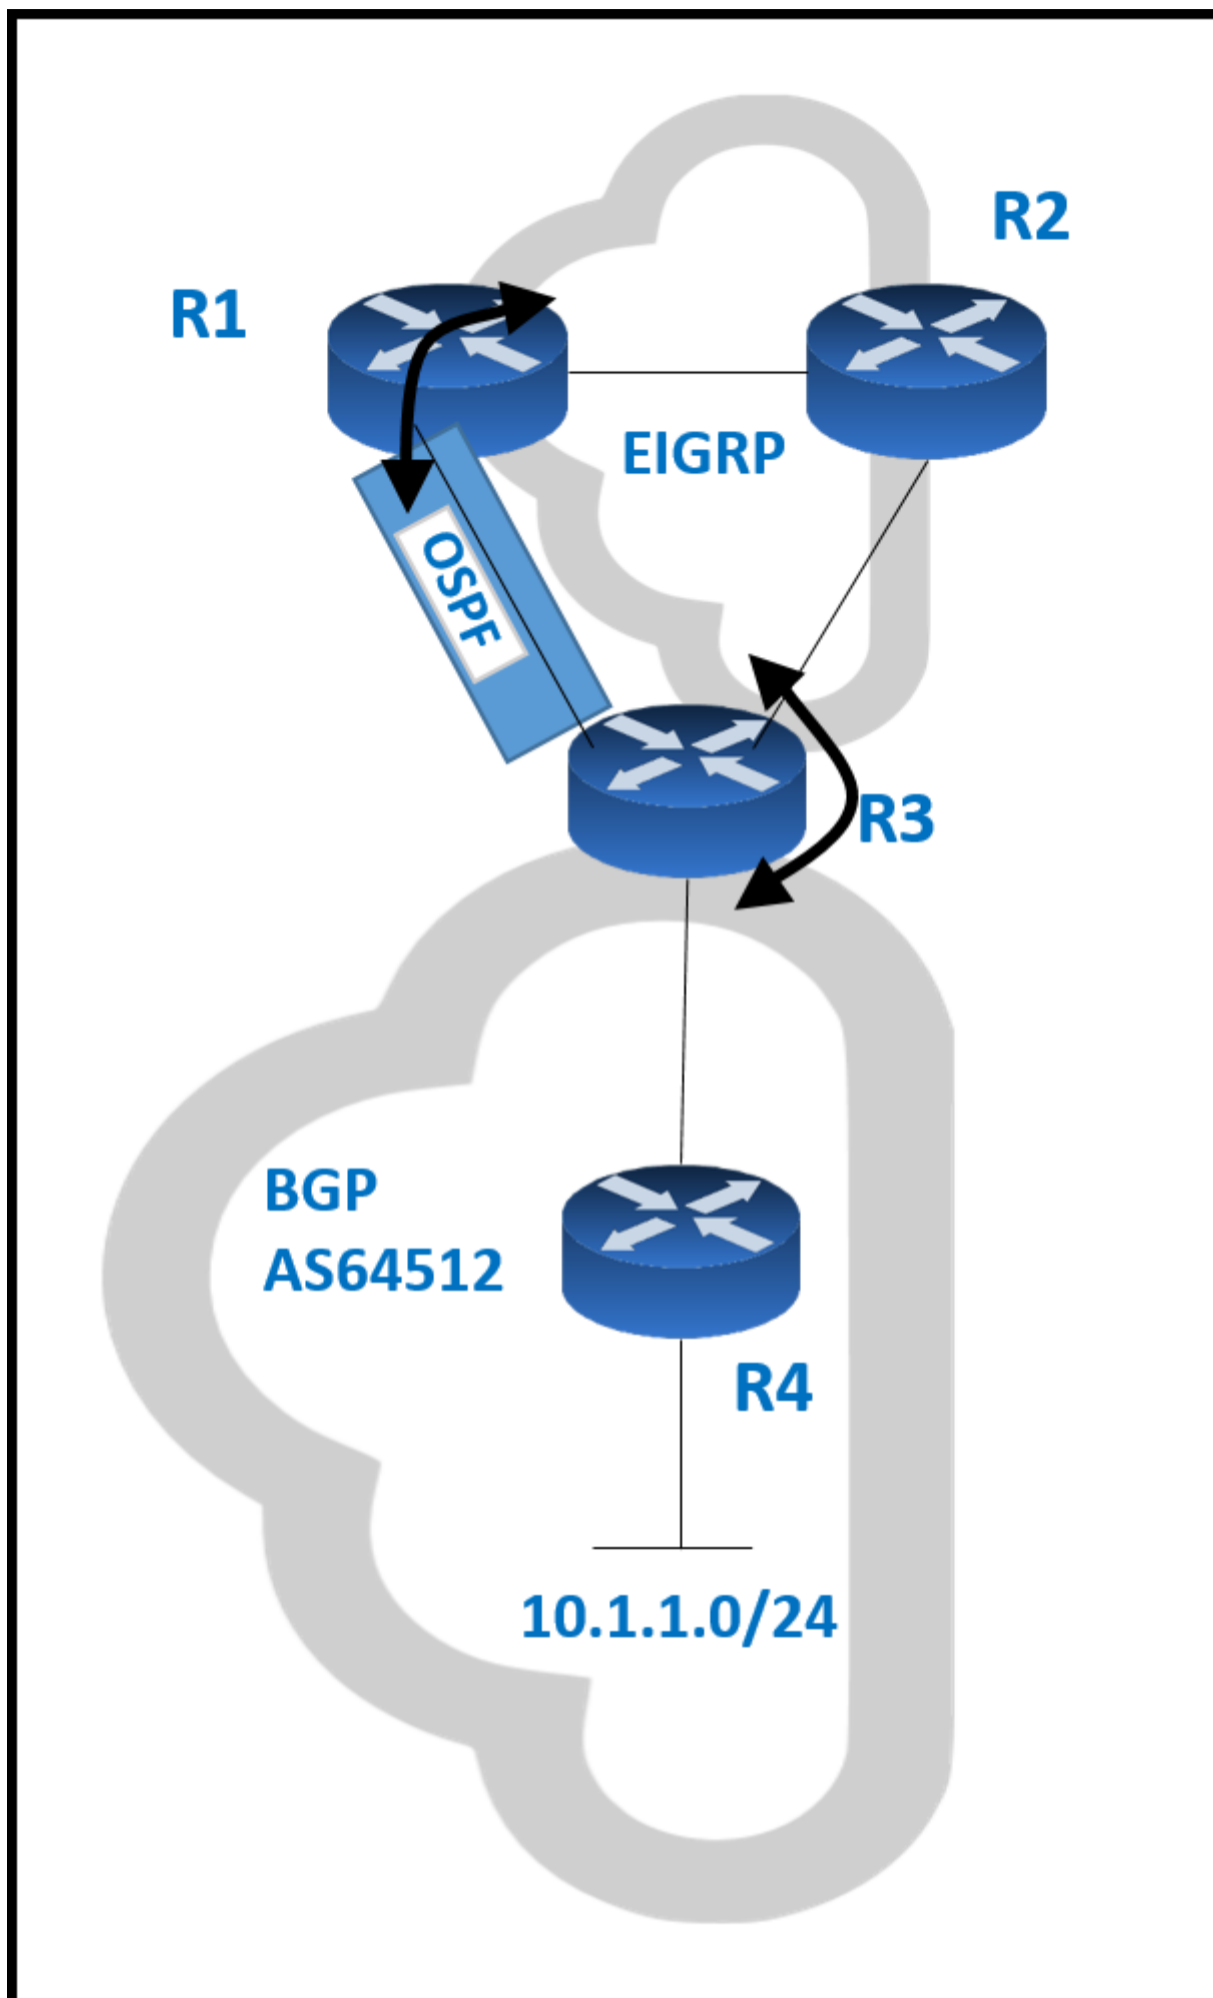 R2
R1
EIGRP
OSPF
R3
BGP
AS64512
R4
10.1.1.0/24